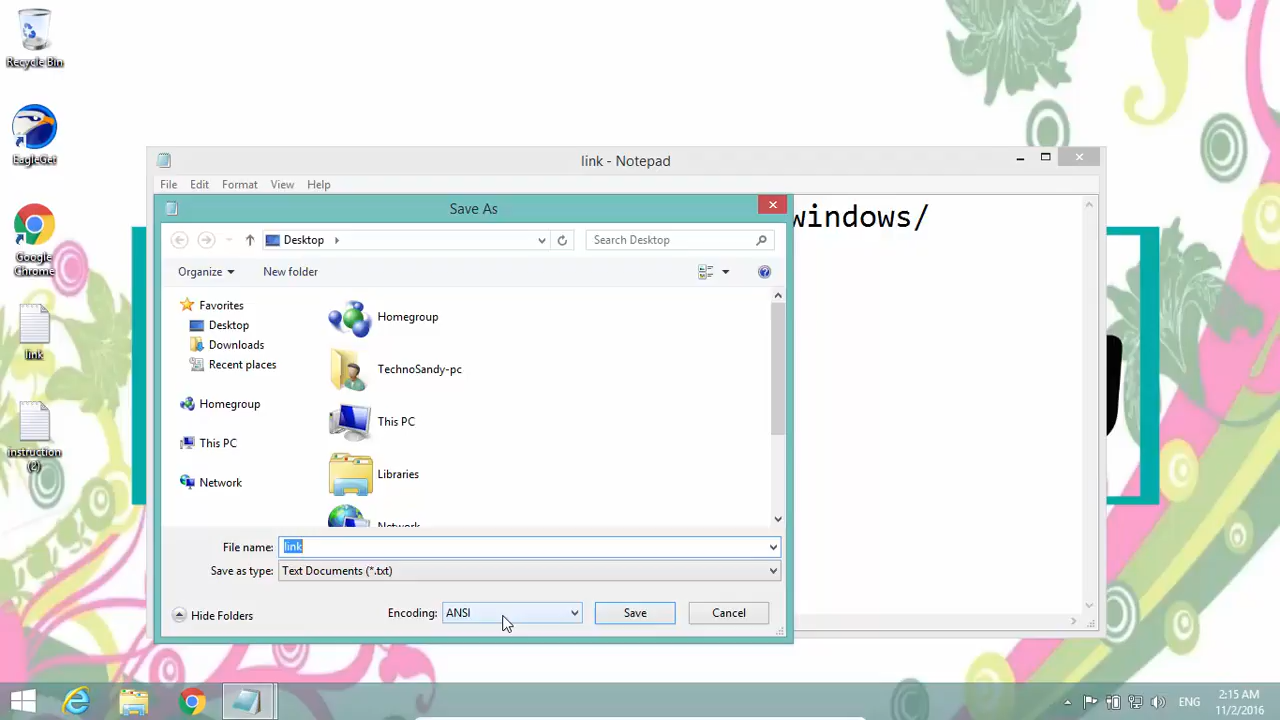 Recycle Bin
EagleGet
Google
Chrome
link
instruction
(2)
link - Notepad
File Edit Format View Help
windows/
Save As
Desktop
Search Desktop
Organize New folder
Favorites
Desktop
Downloads
Recent places
Homegroup
This PC
Network
Homegroup
TechnoSandy-pc
This PC
Libraries
Network
File name: link
Save as type: Text Documents (*.txt)
Hide Folders
Encoding: ANSI
Save
Cancel
ENG
2:15 AM
11/2/2016